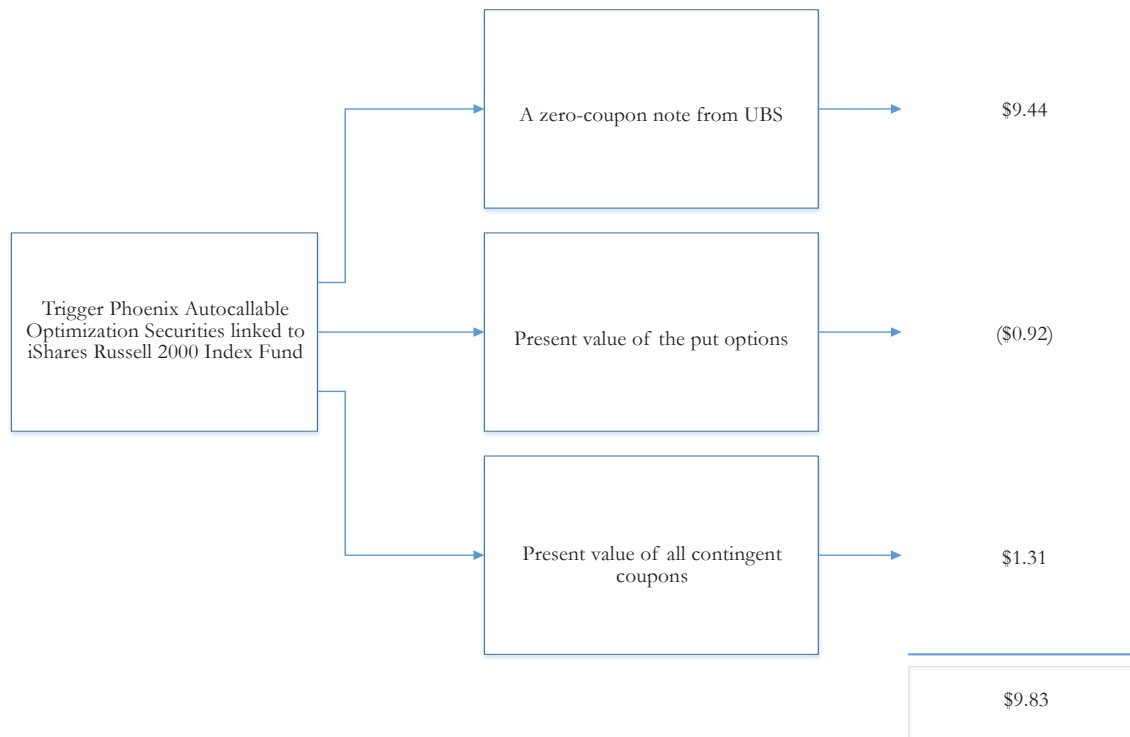 A zero-coupon note from UBS
$9.44
Trigger Phoenix Autocallable
Optimization Securities linked to
iShares Russell 2000 Index Fund
Present value of the put options
($0.92)
Present value of all contingent
coupons
$1.31
$9.83